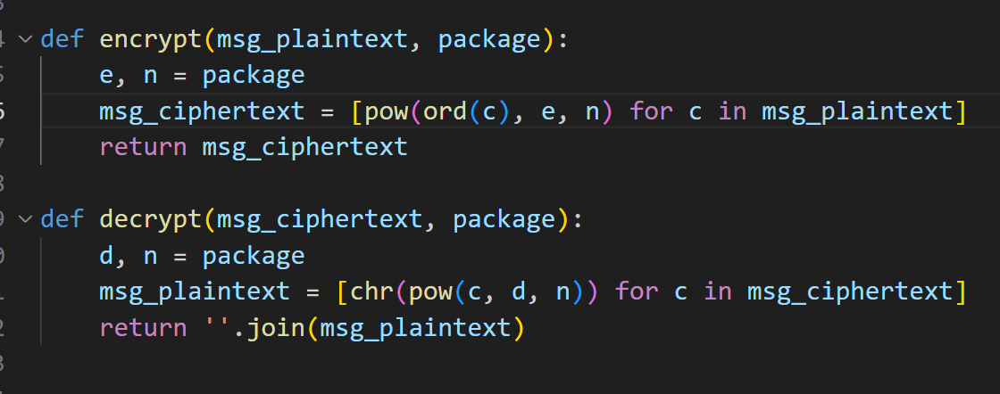 def encrypt(msg_plaintext, package):
    e, n = package
    msg_ciphertext = [pow(ord(c), e, n) for c in msg_plaintext]
    return msg_ciphertext
def decrypt(msg_ciphertext, package):
    d, n = package
    msg_plaintext = [chr(pow(c, d, n)) for c in msg_ciphertext]
    return ''.join(msg_plaintext)